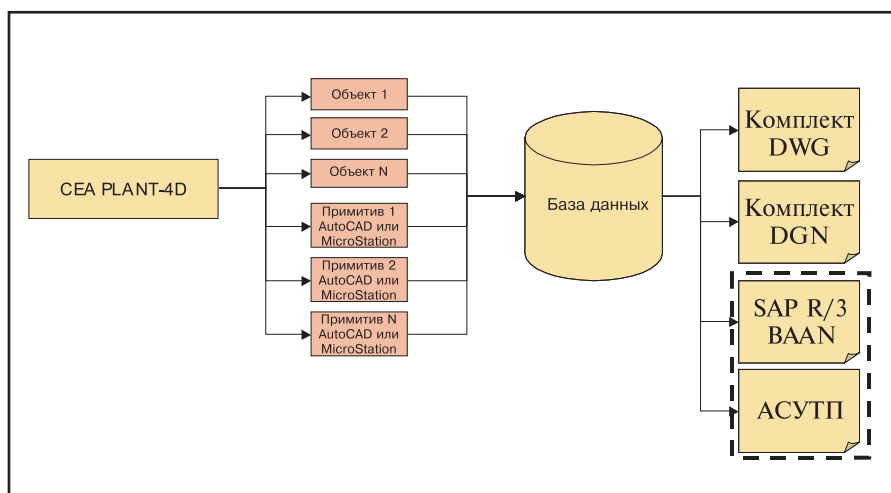 CEA PLANT-4D
Объект 1
Объект 2
Объект N
Примитив 1
AutoCAD или
MicroStation
Примитив 2
AutoCAD или
MicroStation
Примитив N
AutoCAD или
MicroStation
База данных
Комплект
DWG
Комплект
DGN
SAP R/3
BAAN
АСУТП